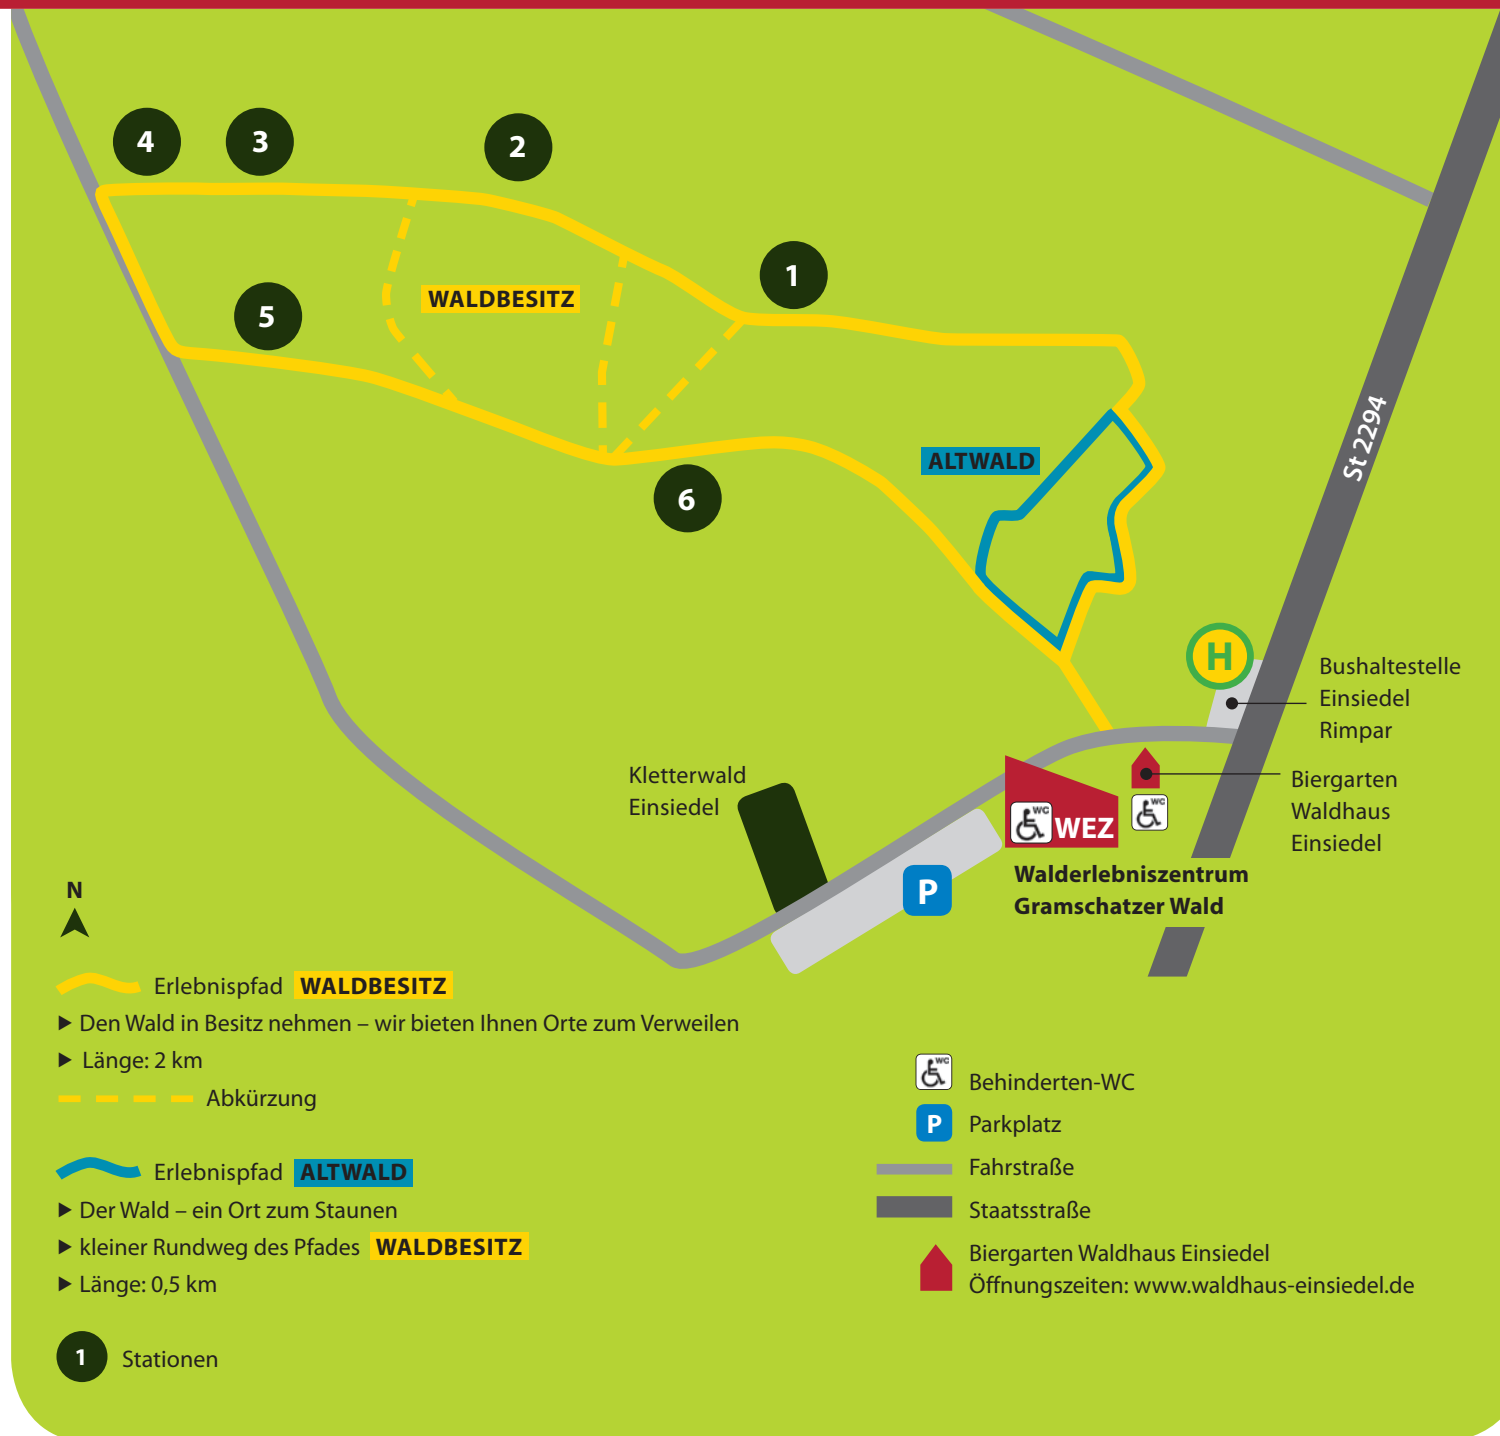 4
3
2
1
WALDBESITZ
5
6
ALTWALD
St 2294
H
Bushaltestelle
Einsiedel
Rimpar
Kletterwald
Einsiedel
Biergarten
Waldhaus
Einsiedel
WC
WC
WEZ
P
Walderlebniszentrum
Gramschatzer Wald
N
Erlebnispfad WALDBESITZ
Den Wald in Besitz nehmen – wir bieten Ihnen Orte zum Verweilen
Länge: 2 km
Abkürzung
Erlebnispfad ALTWALD
Der Wald – ein Ort zum Staunen
kleiner Rundweg des Pfades WALDBESITZ
Länge: 0,5 km
1 Stationen
WC
Behinderten-WC
P Parkplatz
Fahrstraße
Staatsstraße
Biergarten Waldhaus Einsiedel
Öffnungszeiten: www.waldhaus-einsiedel.de